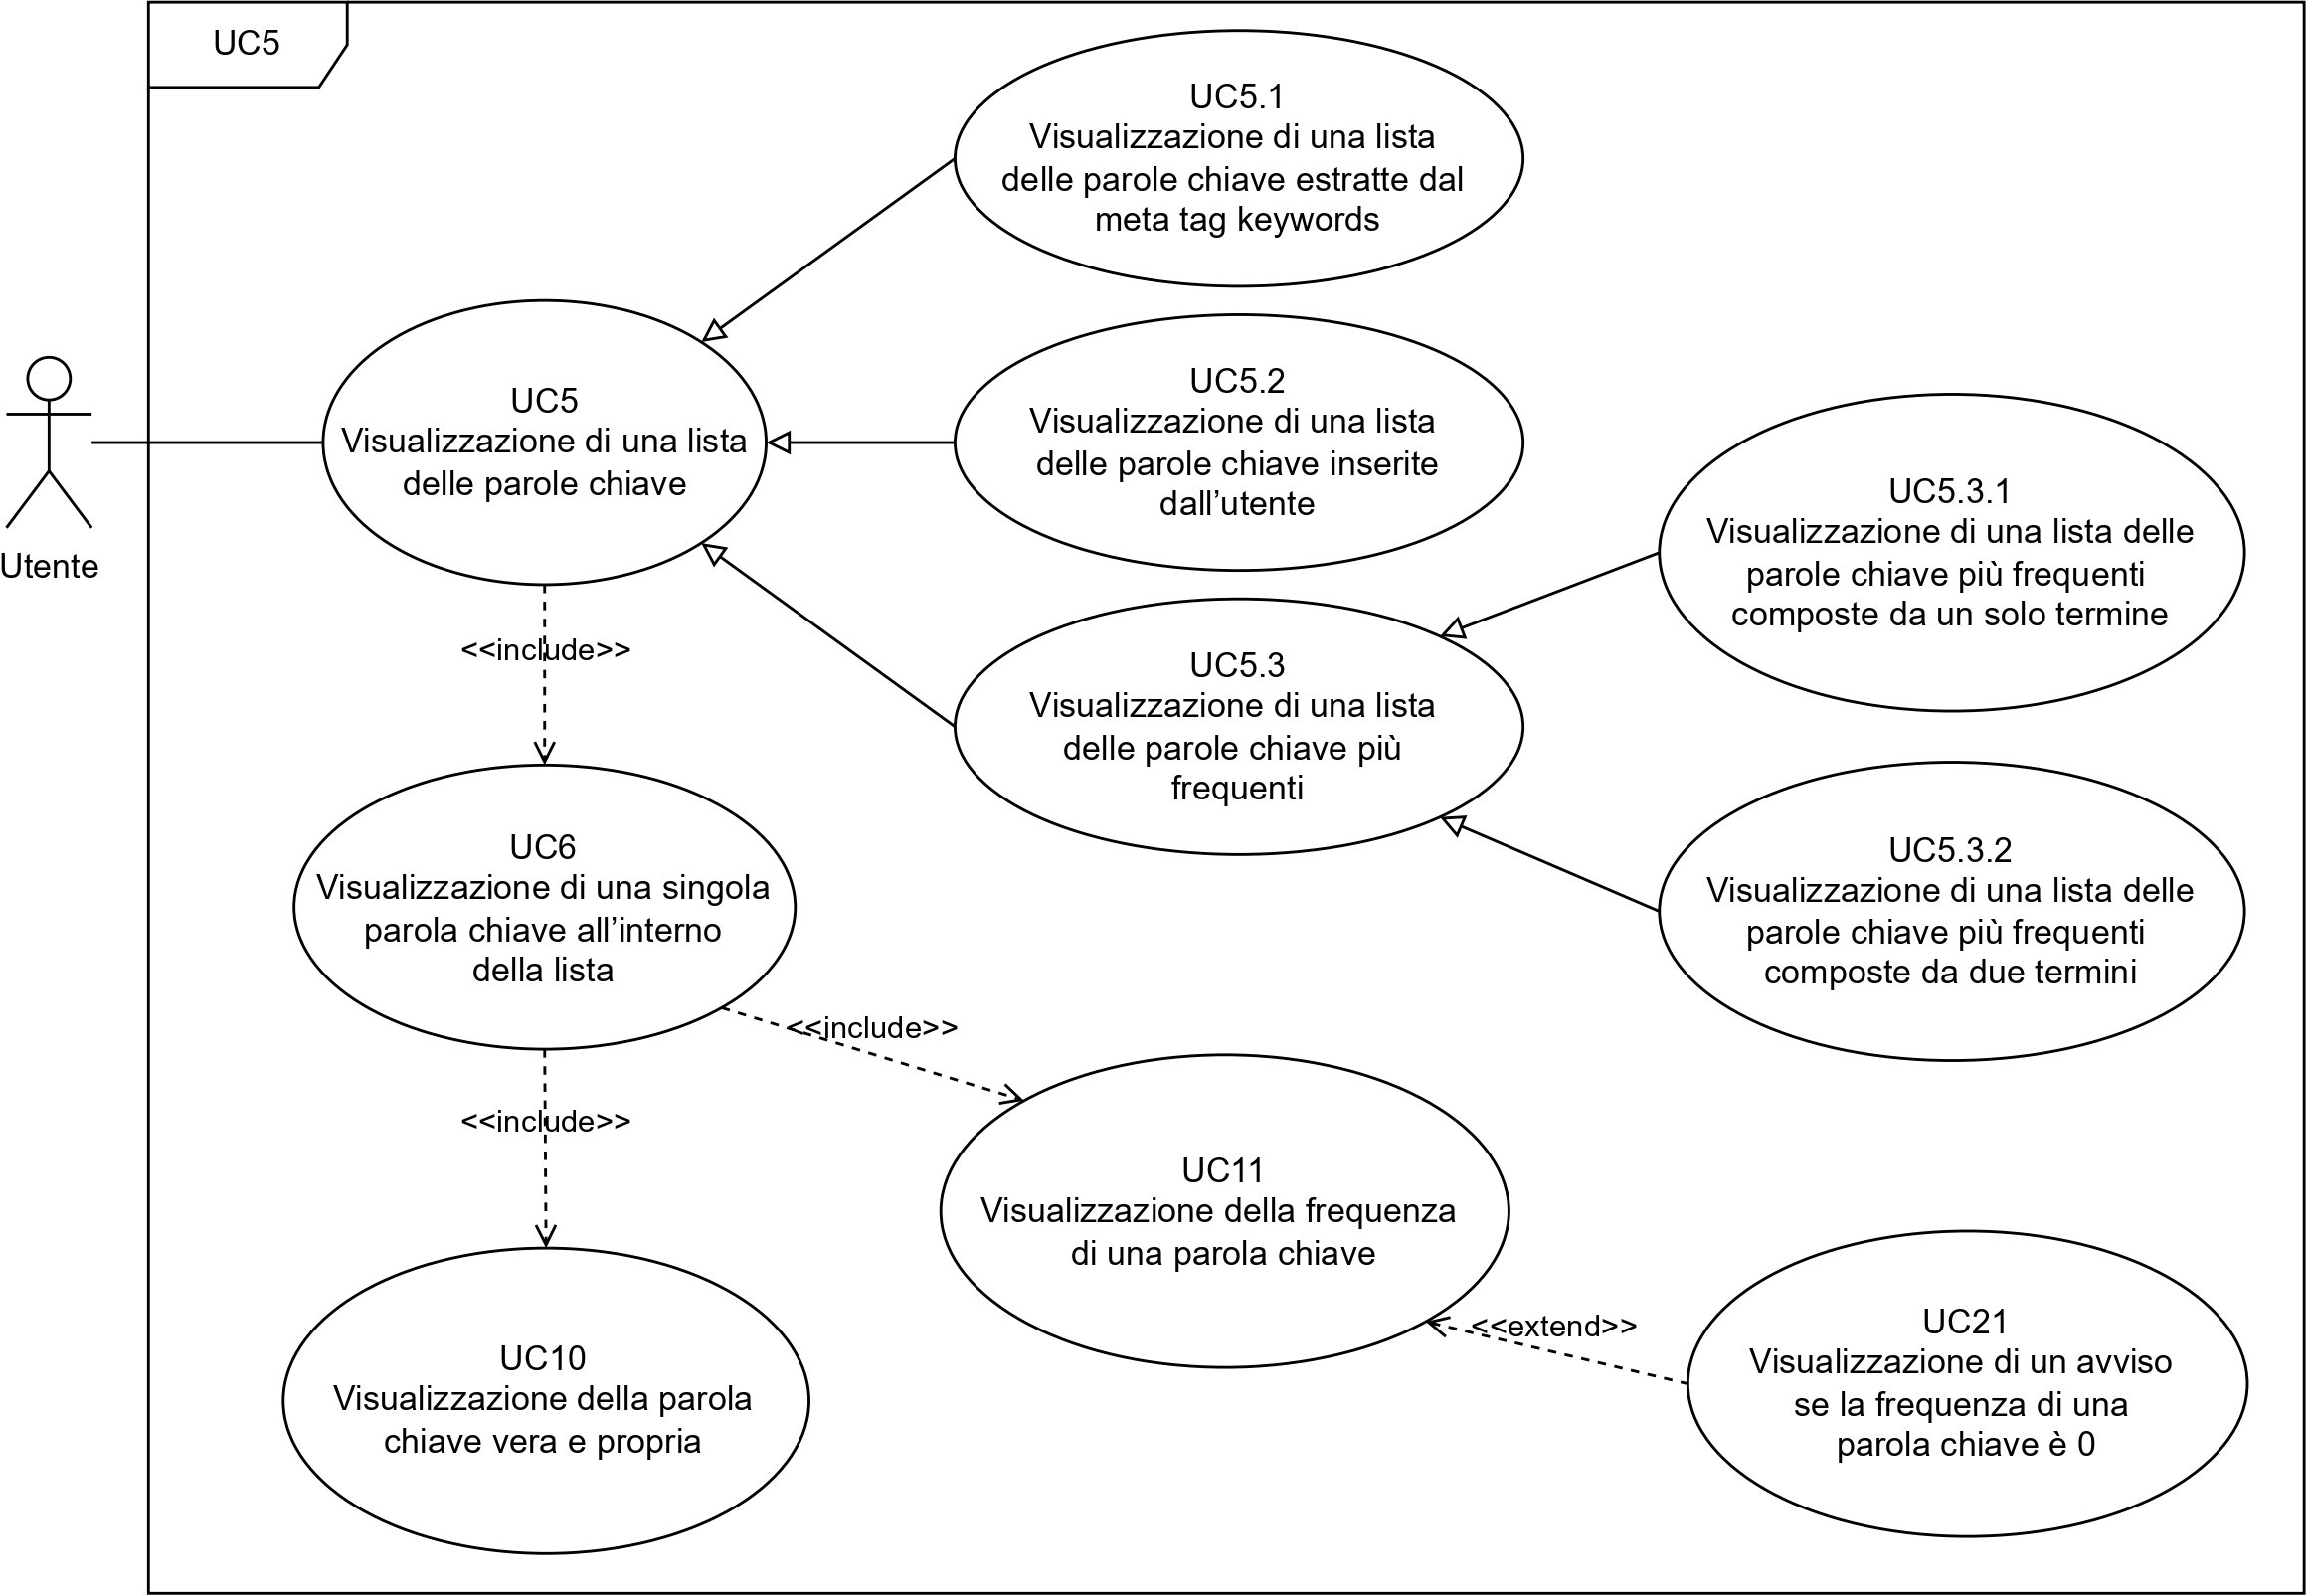 UC5
UC5.1
Visualizzazione di una lista
delle parole chiave estratte dal
meta tag keywords
UC5
Visualizzazione di una lista
delle parole chiave
UC5.2
Visualizzazione di una lista
delle parole chiave inserite
dall’utente
Utente
UC5.3.1
Visualizzazione di una lista delle
parole chiave più frequenti
composte da un solo termine
<<include>>
UC5.3
Visualizzazione di una lista
delle parole chiave più
frequenti
UC6
Visualizzazione di una singola
parola chiave all’interno
della lista
UC5.3.2
Visualizzazione di una lista delle
parole chiave più frequenti
composte da due termini
<<include>>
<<include>>
UC11
Visualizzazione della frequenza
di una parola chiave
<<extend>>
UC10
Visualizzazione della parola
chiave vera e propria
UC21
Visualizzazione di un avviso
se la frequenza di una
parola chiave è 0